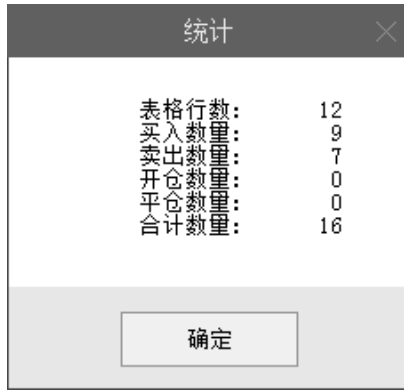 统计
表格行数: 12
买入数量: 9
卖出数量: 7
开仓数量: 0
平仓数量: 0
合计数量: 16
确定